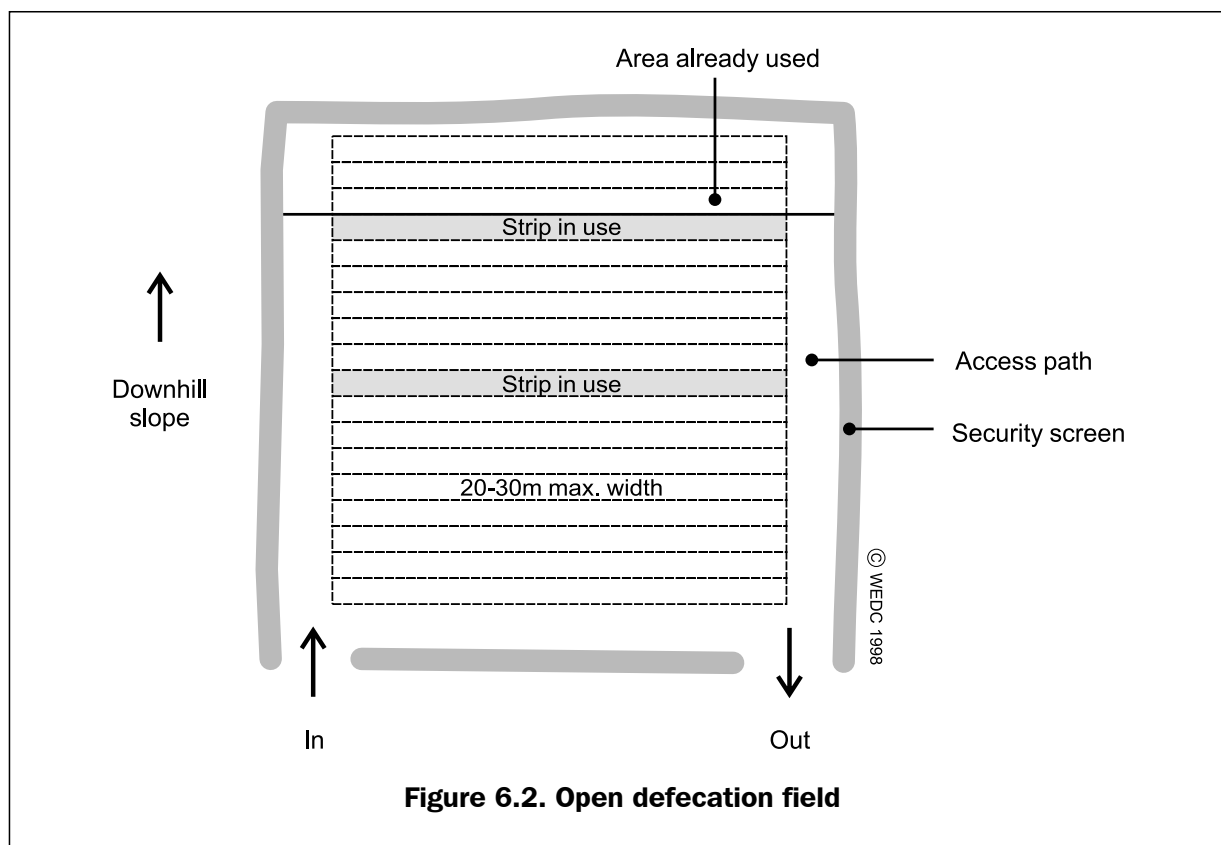 Area already used
Strip in use
Strip in use
Downhill
slope
Access path
Security screen
20-30m max. width
© WEDC 1998
In
Out
Figure 6.2. Open defecation field